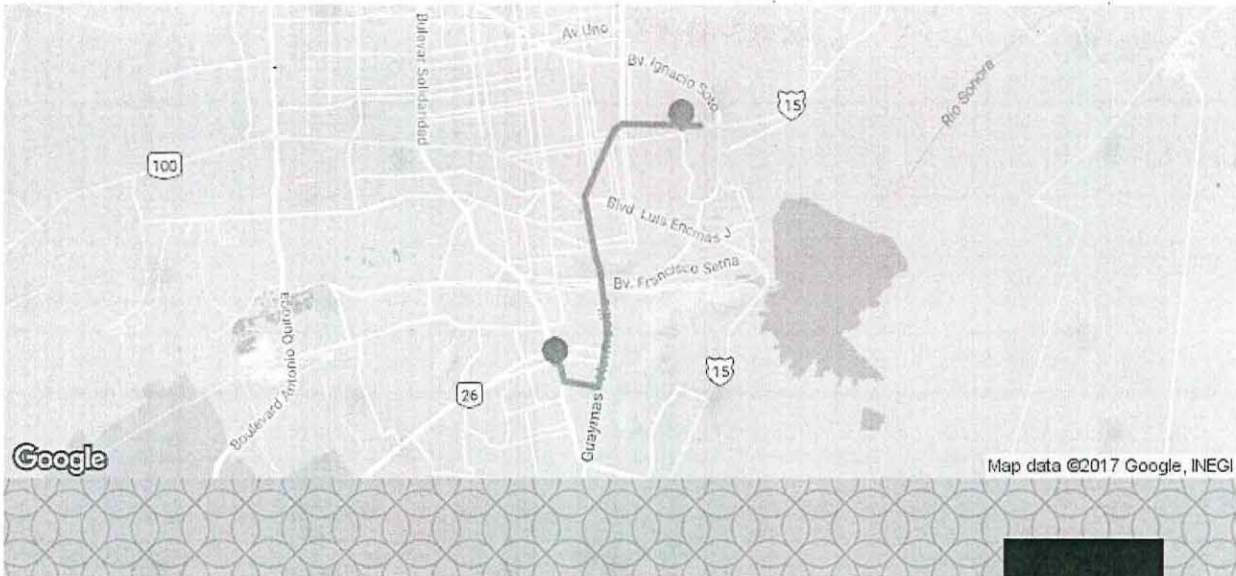 Av. Uno
Bulevar Solidaridad
Bv. Ignacio Soto
15
Rio Sonora
100
Blvd. Luis Encinas J
Bv. Francisco Serna
Boulevard Antonio Quiroga
15
26
Guaymas
Google
Map data ©2017 Google, INEGI